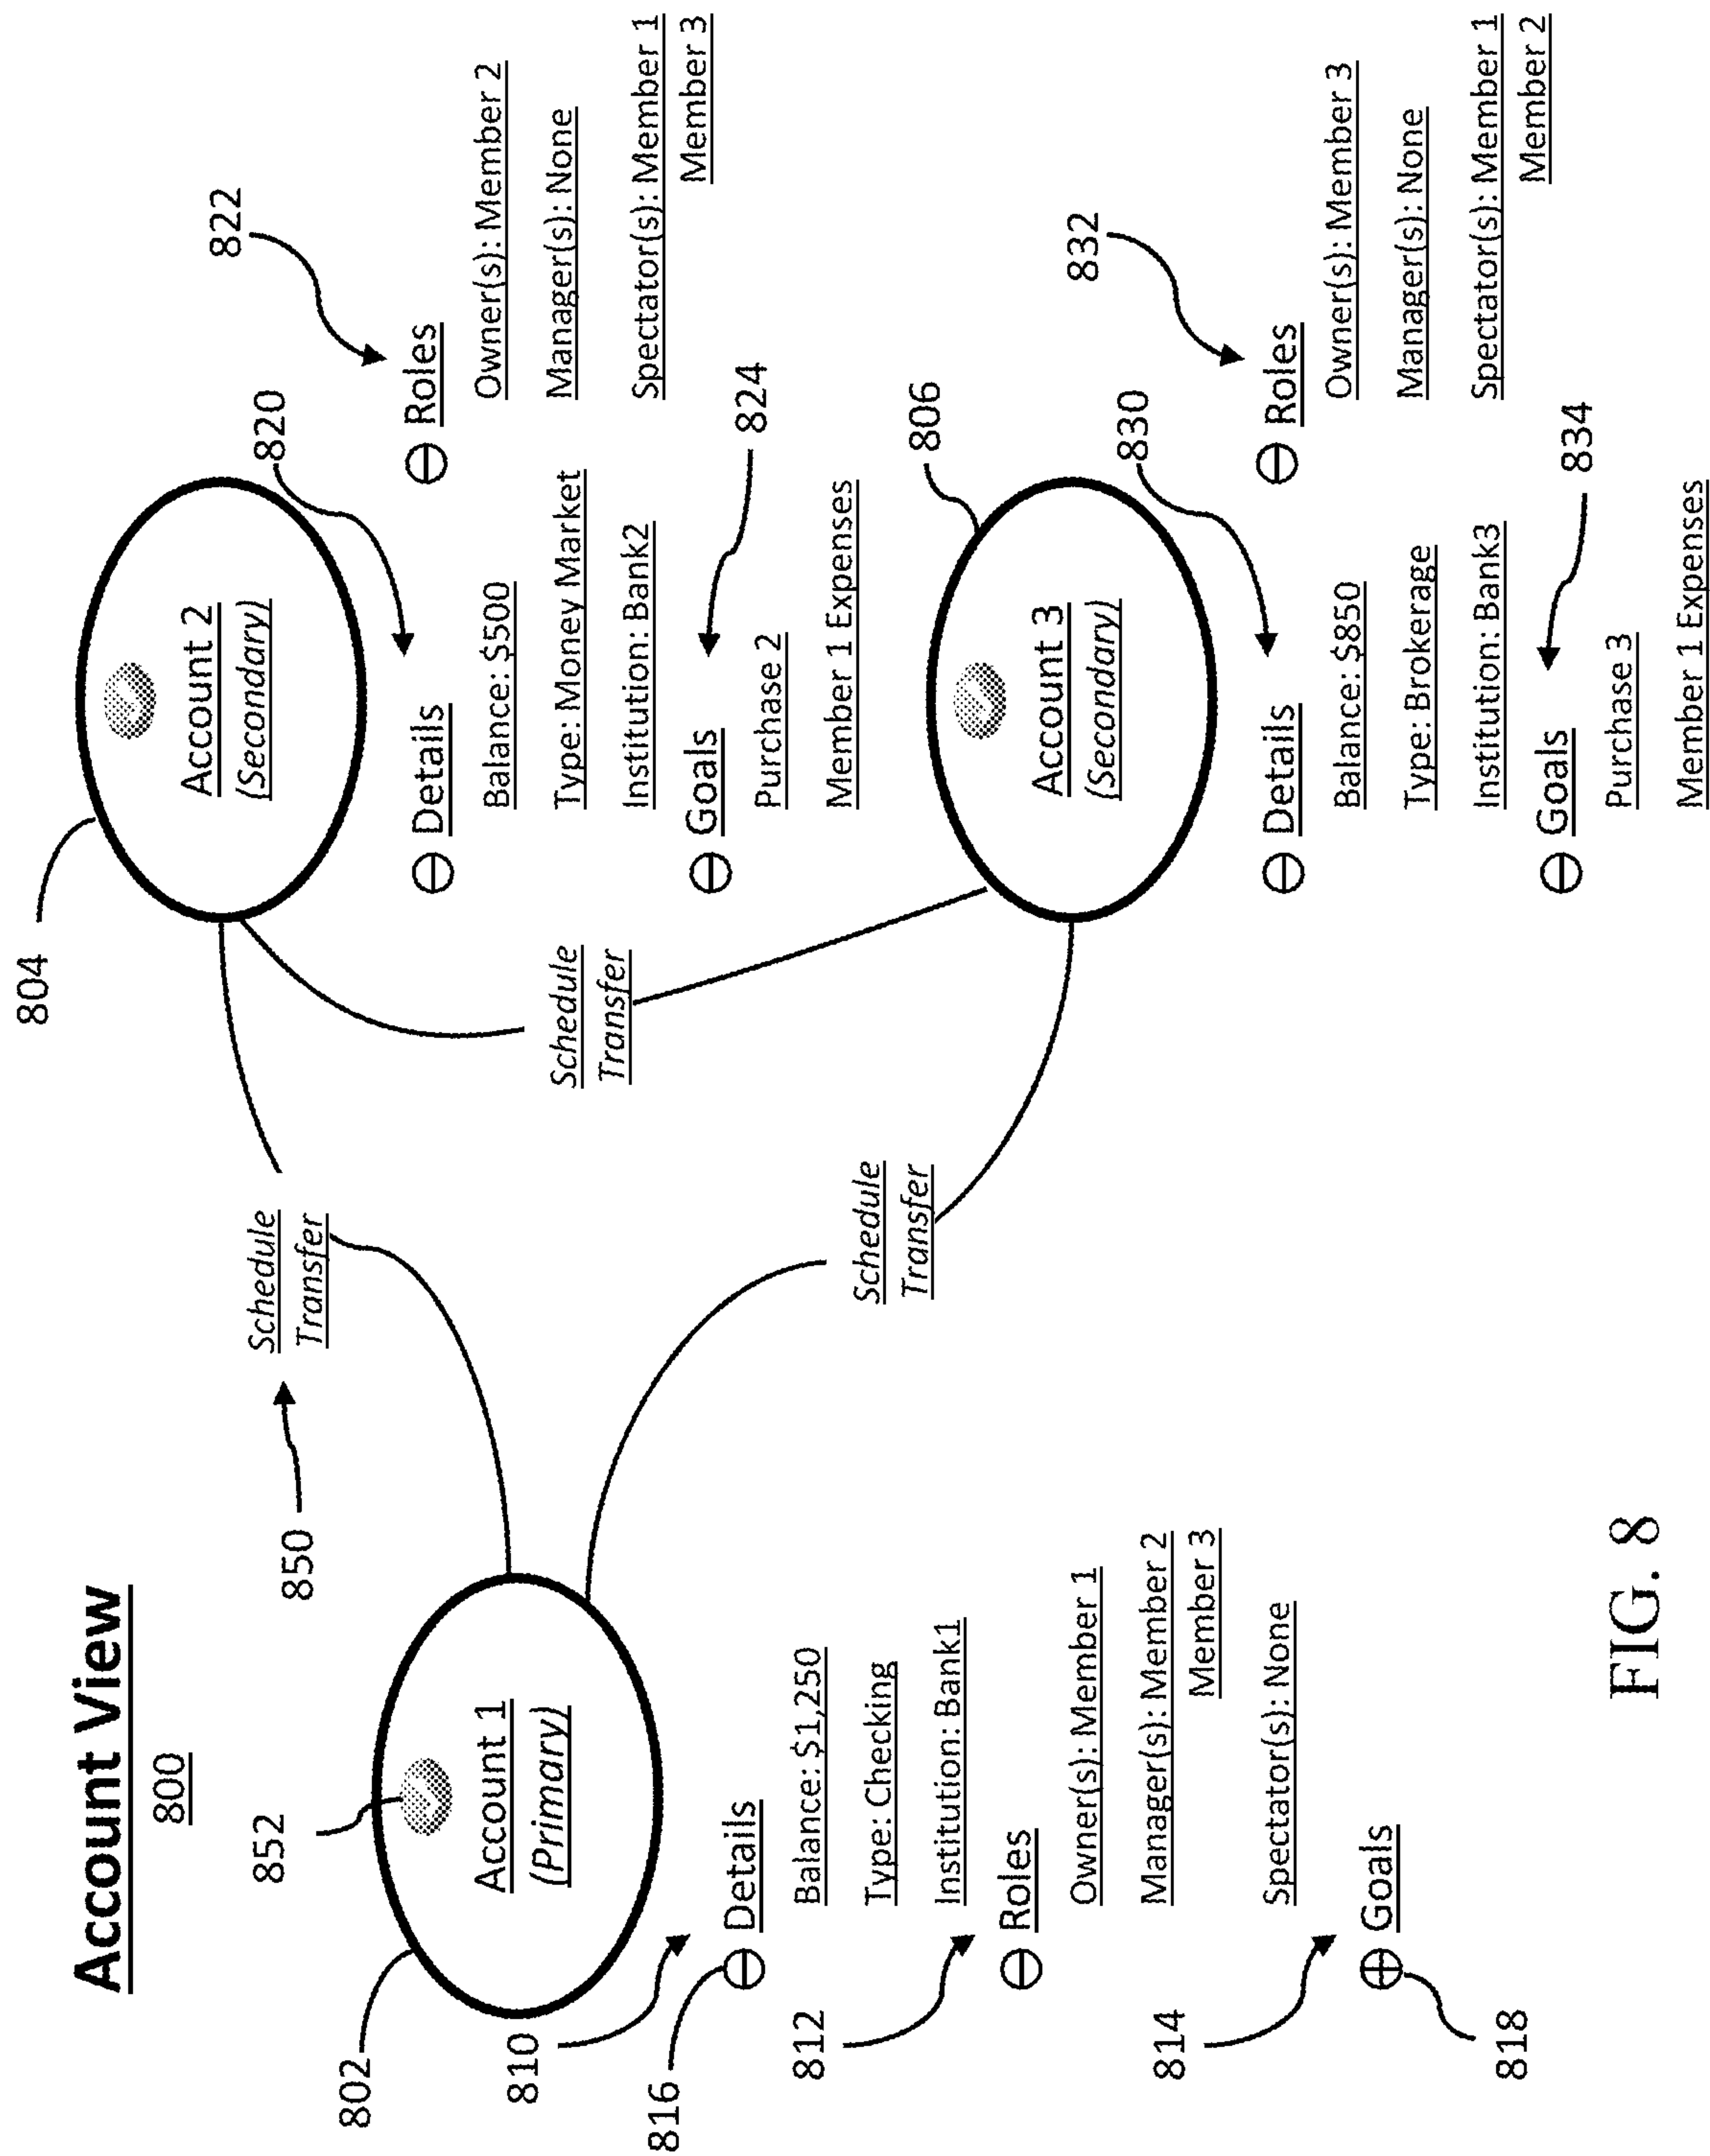 Account View
800
852
802
Account 1
(Primary)
810
816
Details
Balance: $1,250
Type: Checking
Institution: Bank1
812
Roles
Owner(s): Member 1
Manager(s): Member 2
Member 3
Spectator(s): None
814
Goals
818
850
Schedule
Transfer
Schedule
Transfer
Schedule
Transfer
804
Account 2
(Secondary)
820
Details
Balance: $500
Type: Money Market
Institution: Bank2
824
Goals
Purchase 2
Member 1 Expenses
822
Roles
Owner(s): Member 2
Manager(s): None
Spectator(s): Member 1
Member 3
806
Account 3
(Secondary)
830
Details
Balance: $850
Type: Brokerage
Institution: Bank3
834
Goals
Purchase 3
Member 1 Expenses
832
Roles
Owner(s): Member 3
Manager(s): None
Spectator(s): Member 1
Member 2
FIG. 8